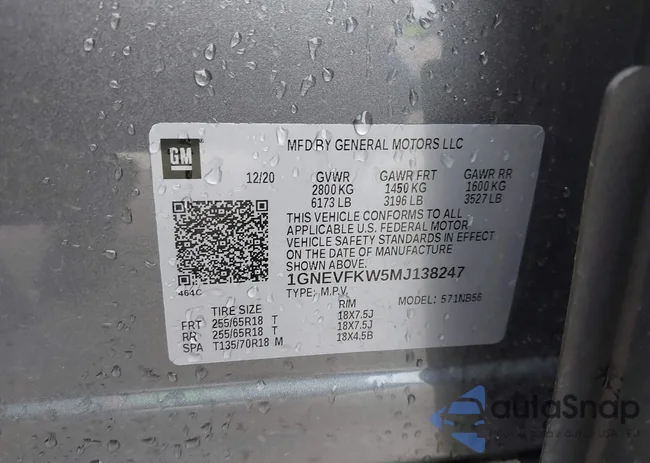 GM
MFD BY GENERAL MOTORS LLC
12/20 GVWR GAWR FRT GAWR RR
2800 KG 1450 KG 1600 KG
6173 LB 3196 LB 3527 LB
THIS VEHICLE CONFORMS TO ALL
APPLICABLE U.S. FEDERAL MOTOR
VEHICLE SAFETY STANDARDS IN EFFECT
ON THE DATE OF MANUFACTURE
SHOWN ABOVE.
1GNEVFKW5MJ138247
464C TYPE: M.P.V. MODEL: 571NB56
TIRE SIZE RIM
FRT 255/65R18 T 18X7.5J
RR 255/65R18 T 18X7.5J
SPA T135/70R18 M 18X4.5B
autoSnap